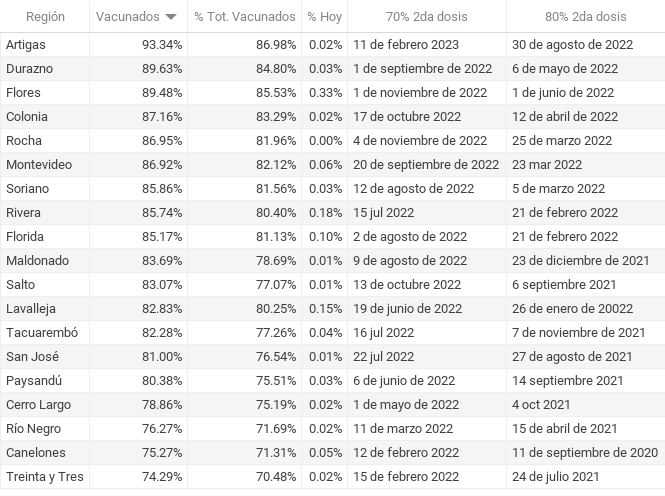 Región Vacunados % Tot. Vacunados % Hoy 70% 2da dosis 80% 2da dosis
Artigas 93.34% 86.98% 0.02% 11 de febrero 2023 30 de agosto de 2022
Durazno 89.63% 84.80% 0.03% 1 de septiembre de 2022 6 de mayo de 2022
Flores 89.48% 85.53% 0.33% 1 de noviembre de 2022 1 de junio de 2022
Colonia 87.16% 83.29% 0.02% 17 de octubre 2022 12 de abril de 2022
Rocha 86.95% 81.96% 0.00% 4 de noviembre de 2022 25 de marzo 2022
Montevideo 86.92% 82.12% 0.06% 20 de septiembre de 2022 23 mar 2022
Soriano 85.86% 81.56% 0.03% 12 de agosto de 2022 5 de marzo 2022
Rivera 85.74% 80.40% 0.18% 15 jul 2022 21 de febrero 2022
Florida 85.17% 81.13% 0.10% 2 de agosto de 2022 21 de febrero 2022
Maldonado 83.69% 78.69% 0.01% 9 de agosto de 2022 23 de diciembre de 2021
Salto 83.07% 77.07% 0.01% 13 de octubre 2022 6 septiembre 2021
Lavalleja 82.83% 80.25% 0.15% 19 de junio de 2022 26 de enero de 20022
Tacuarembó 82.28% 77.26% 0.04% 16 jul 2022 7 de noviembre de 2021
San José 81.00% 76.54% 0.01% 22 jul 2022 27 de agosto de 2021
Paysandú 80.38% 75.51% 0.03% 6 de junio de 2022 14 septiembre 2021
Cerro Largo 78.86% 75.19% 0.02% 1 de mayo de 2022 4 oct 2021
Río Negro 76.27% 71.69% 0.02% 11 de marzo 2022 15 de abril de 2021
Canelones 75.27% 71.31% 0.05% 12 de febrero 2022 11 de septiembre de 2020
Treinta y Tres 74.29% 70.48% 0.02% 15 de febrero 2022 24 de julio 2021